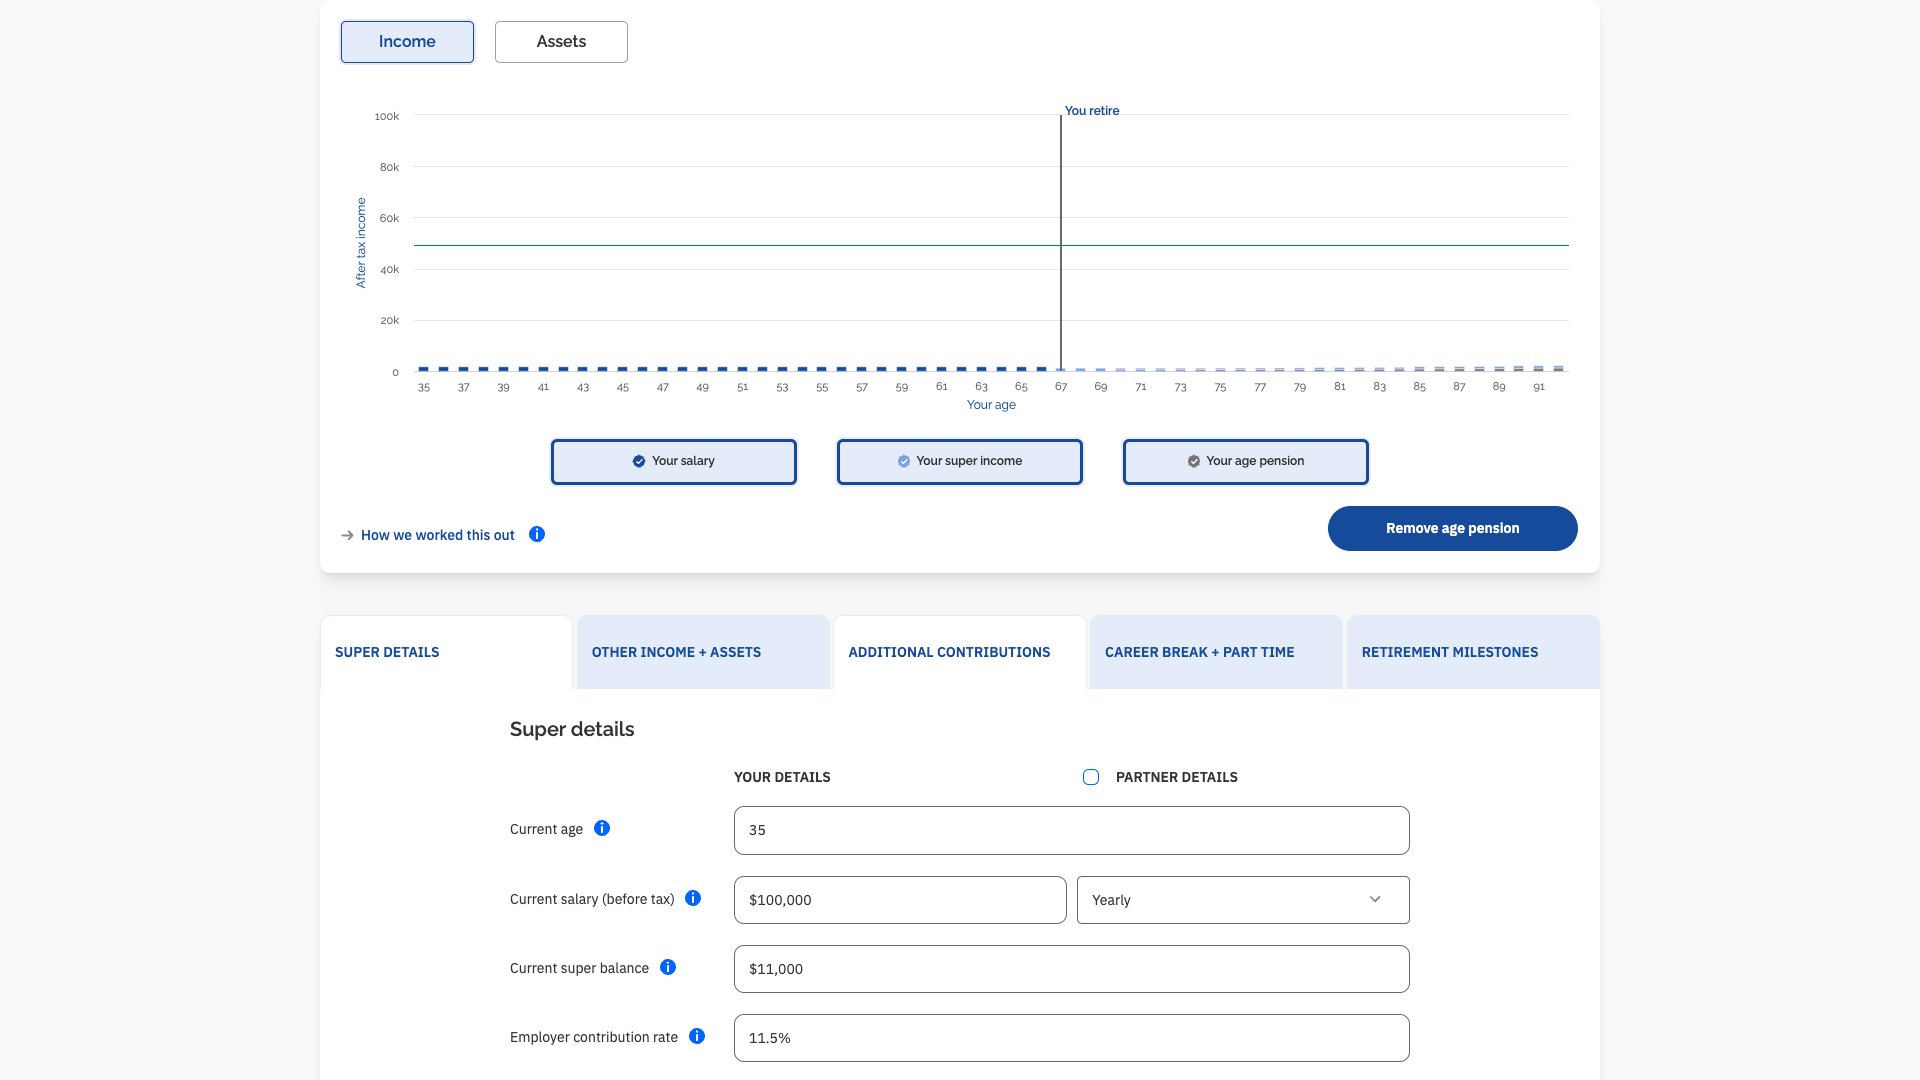 Income
Assets
You retire
100k
80k
60k
40k
20k
0
After tax income
35 37 39 41 43 45 47 49 51 53 55 57 59 61 63 65 67 69 71 73 75 77 79 81 83 85 87 89 91
Your age
Your salary
Your super income
Your age pension
How we worked this out
Remove age pension
SUPER DETAILS
OTHER INCOME + ASSETS
ADDITIONAL CONTRIBUTIONS
CAREER BREAK + PART TIME
RETIREMENT MILESTONES
Super details
YOUR DETAILS
PARTNER DETAILS
Current age
35
Current salary (before tax)
$100,000
Yearly
Current super balance
$11,000
Employer contribution rate
11.5%